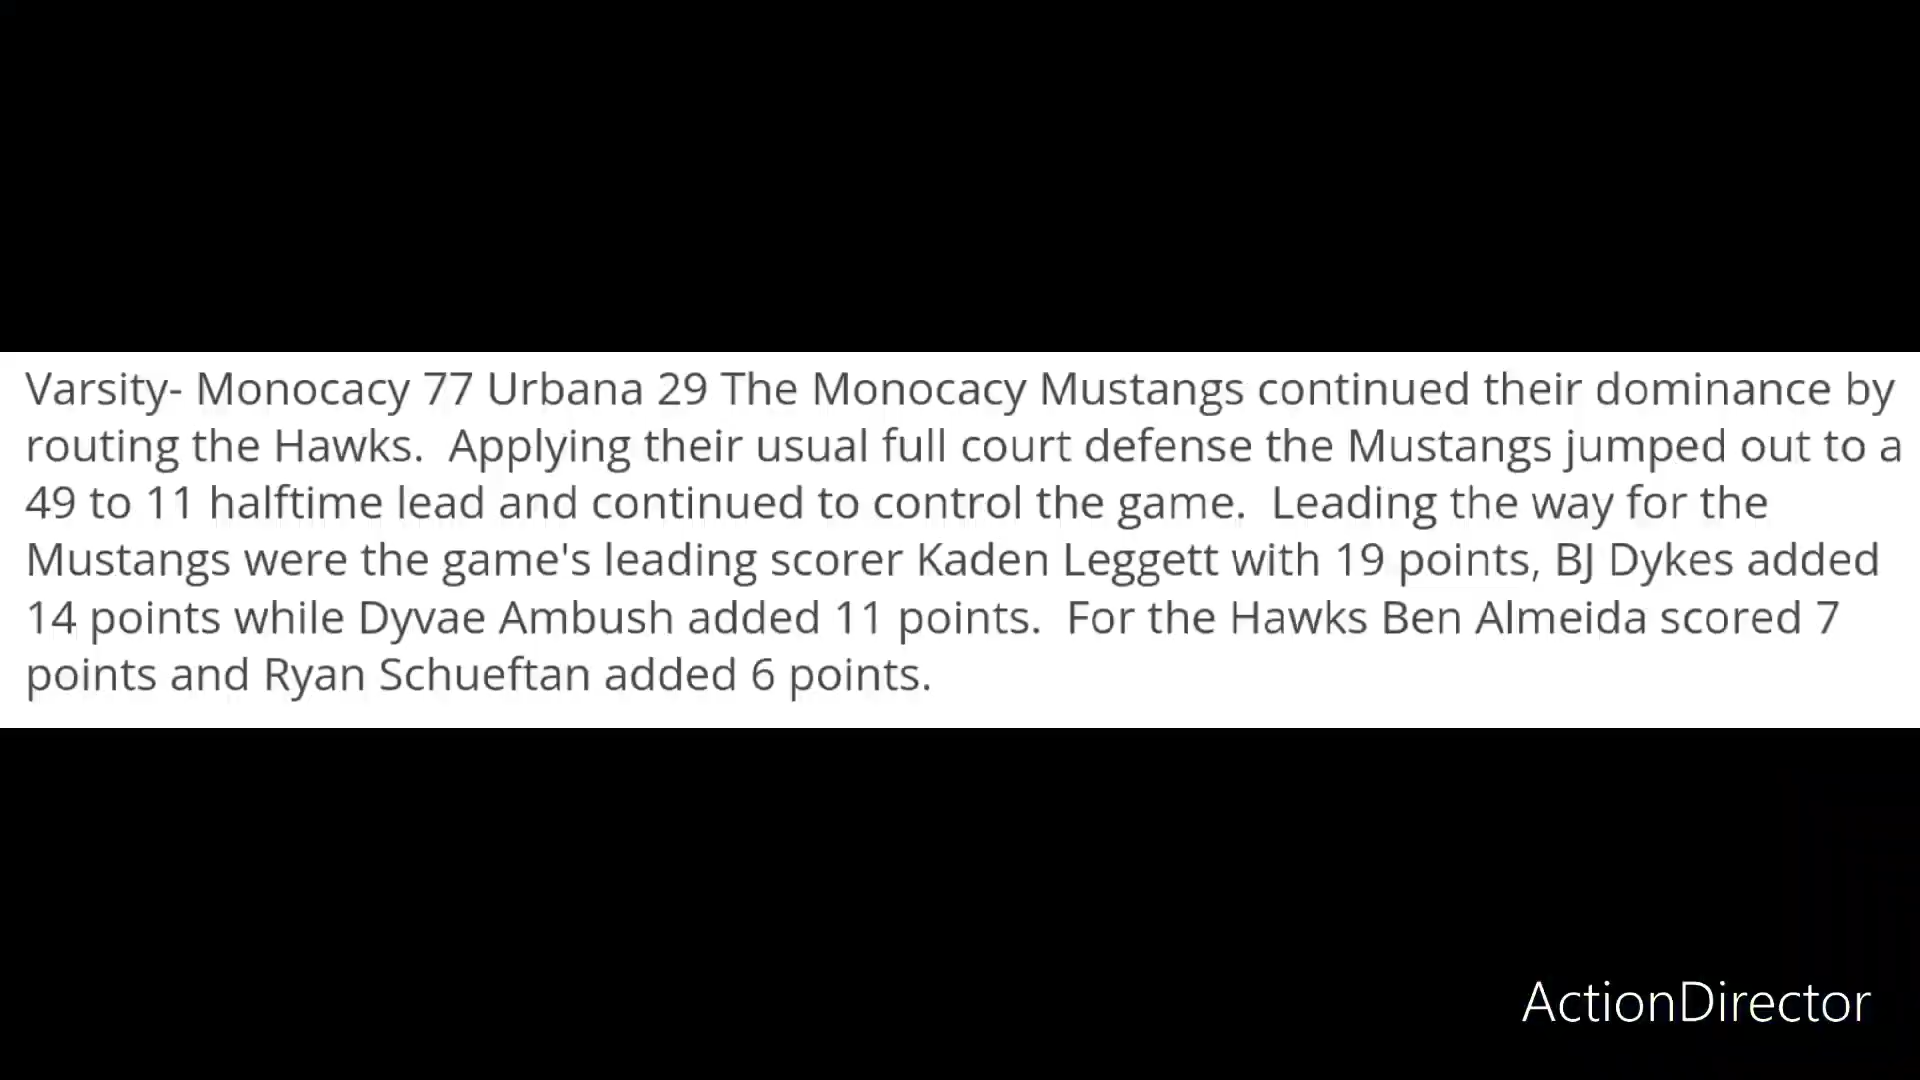 Varsity- Monocacy 77 Urbana 29 The Monocacy Mustangs continued their dominance by
routing the Hawks.  Applying their usual full court defense the Mustangs jumped out to a
49 to 11 halftime lead and continued to control the game.  Leading the way for the
Mustangs were the game's leading scorer Kaden Leggett with 19 points, BJ Dykes added
14 points while Dyvae Ambush added 11 points.  For the Hawks Ben Almeida scored 7
points and Ryan Schueftan added 6 points.
ActionDirector